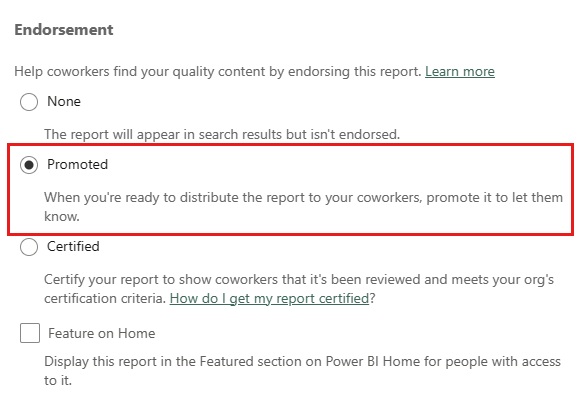 Endorsement
Help coworkers find your quality content by endorsing this report. Learn more
None
The report will appear in search results but isn't endorsed.
Promoted
When you're ready to distribute the report to your coworkers, promote it to let them
know.
Certified
Certify your report to show coworkers that it's been reviewed and meets your org's
certification criteria. How do I get my report certified?
Feature on Home
Display this report in the Featured section on Power BI Home for people with access
to it.